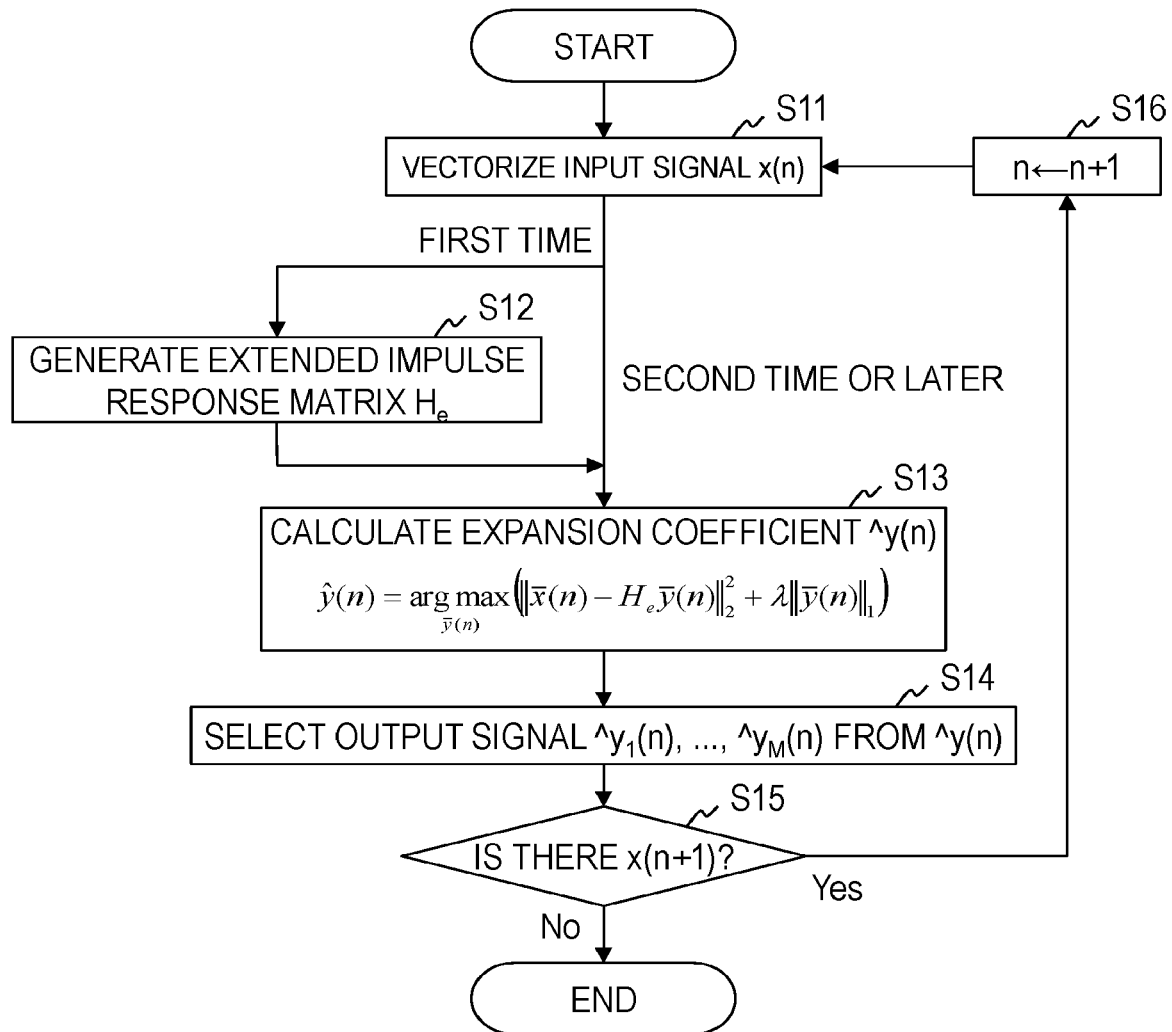 START
S11
VECTORIZE INPUT SIGNAL x(n)
S16
n←n+1
FIRST TIME
S12
GENERATE EXTENDED IMPULSE
RESPONSE MATRIX Hₑ
SECOND TIME OR LATER
S13
CALCULATE EXPANSION COEFFICIENT ^y(n)
ŷ(n) = arg max_{ȳ(n)} (‖x̄(n) − Hₑȳ(n)‖₂² + λ‖ȳ(n)‖₁)
S14
SELECT OUTPUT SIGNAL ^y₁(n), ..., ^y_M(n) FROM ^y(n)
S15
IS THERE x(n+1)?
Yes
No
END